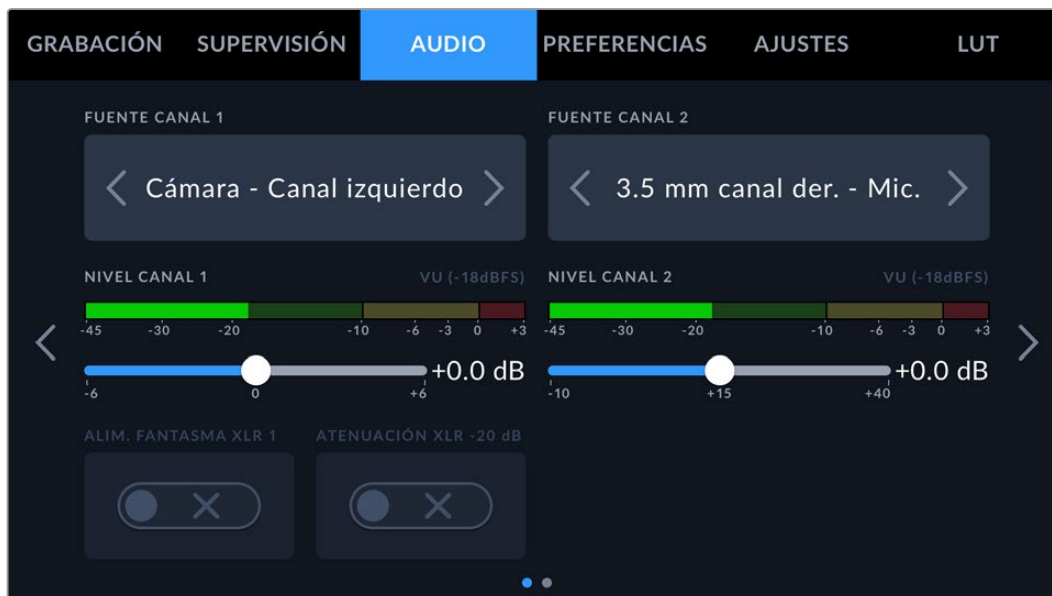 GRABACIÓN SUPERVISIÓN AUDIO PREFERENCIAS AJUSTES LUT
FUENTE CANAL 1 FUENTE CANAL 2
Cámara - Canal izquierdo 3.5 mm canal der. - Mic.
NIVEL CANAL 1 VU (-18dBFS) NIVEL CANAL 2 VU (-18dBFS)
-45 -30 -20 -10 -6 -3 0 +3 -45 -30 -20 -10 -6 -3 0 +3
+0.0 dB +0.0 dB
-6 0 +6 -10 +15 +40
ALIM. FANTASMA XLR 1 ATENUACIÓN XLR -20 dB